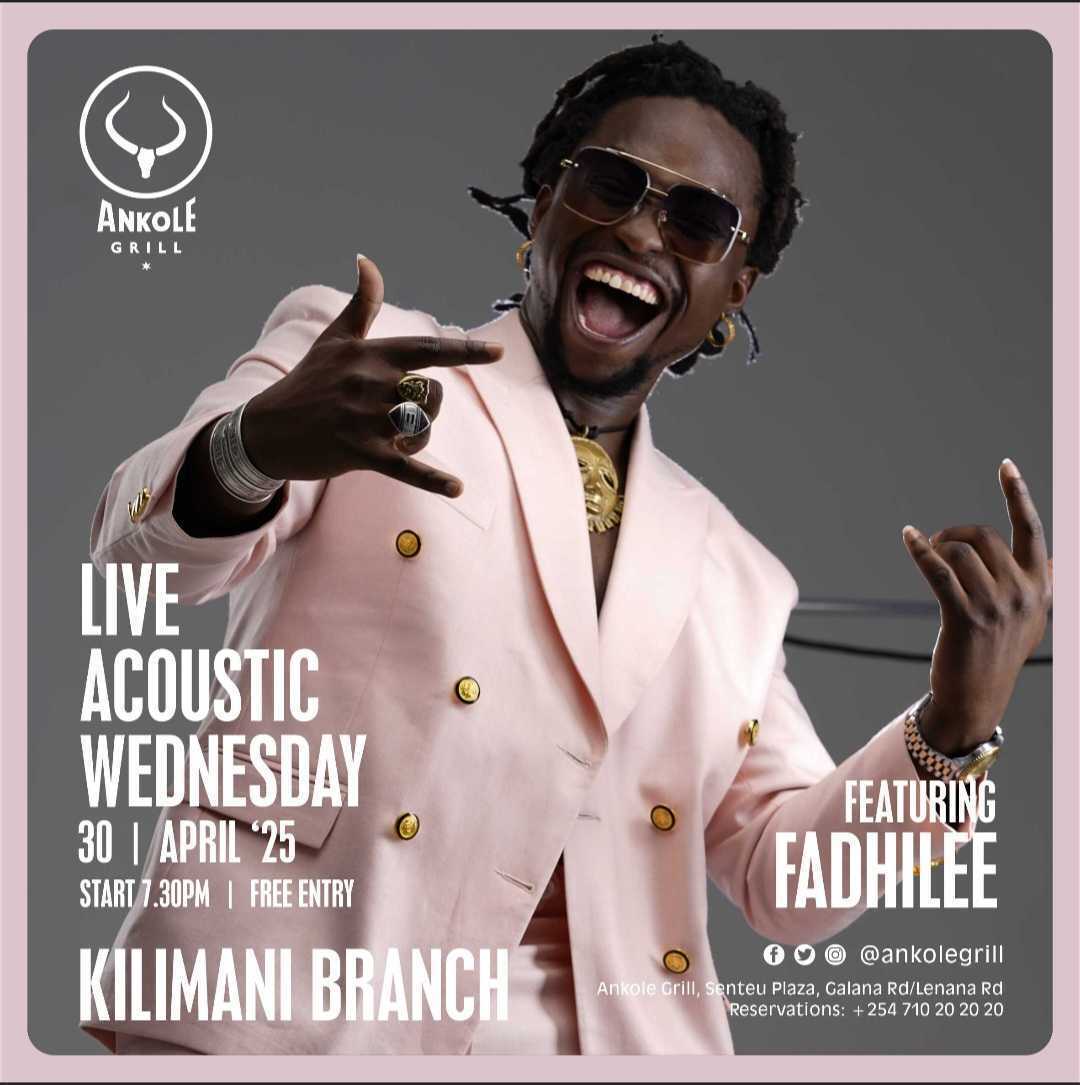 ANKOLE
GRILL
LIVE
ACOUSTIC
WEDNESDAY
30 | APRIL ‘25
START 7.30PM | FREE ENTRY
KILIMANI BRANCH
FEATURING
FADHILEE
@ankolegrill
Ankole Grill, Senteu Plaza, Galana Rd/Lenana Rd
Reservations: +254 710 20 20 20